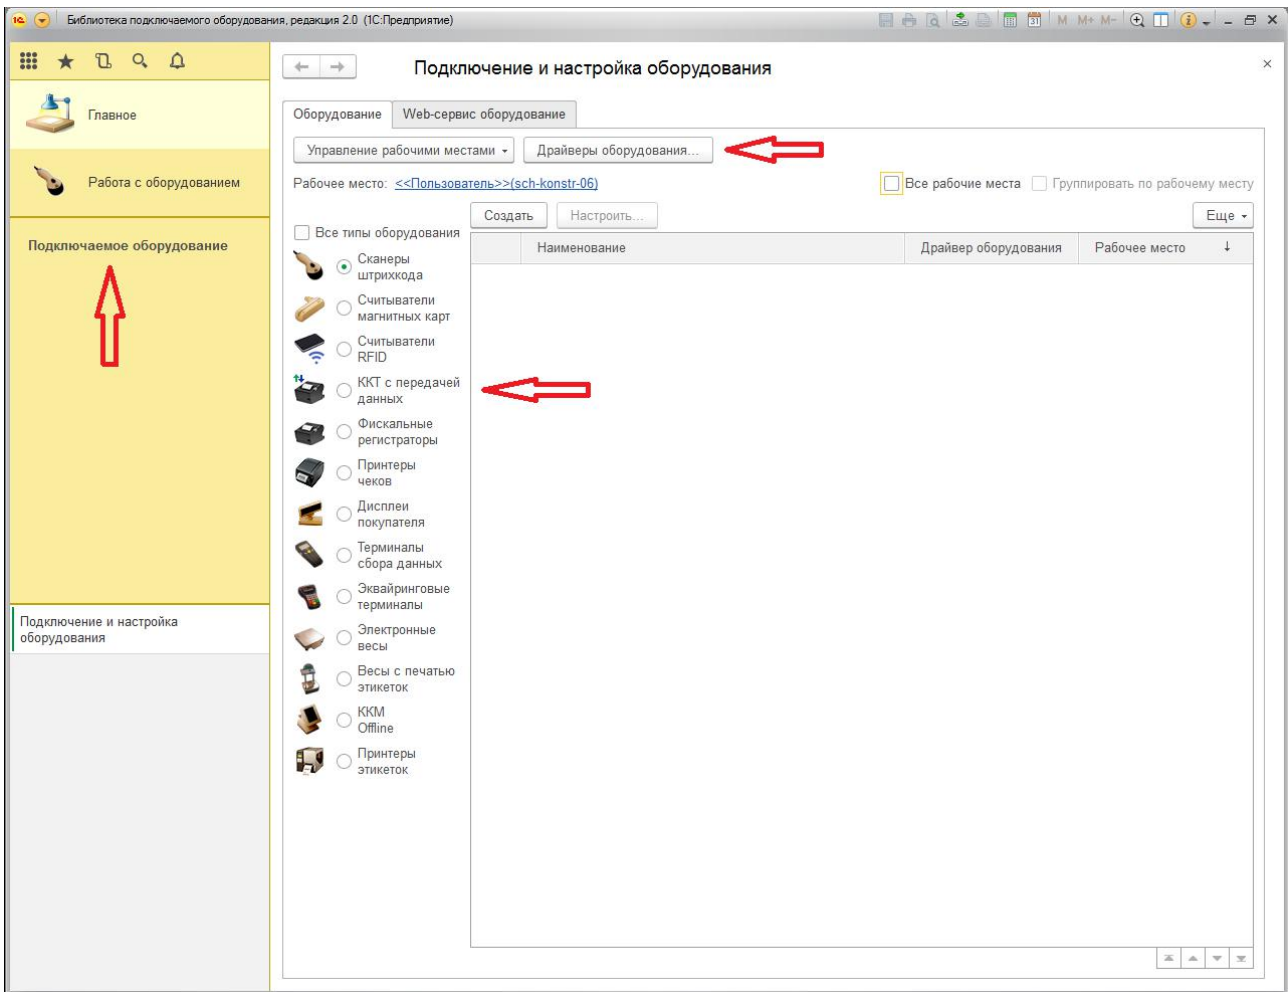 Библиотека подключаемого оборудования, редакция 2.0 (1С:Предприятие)
M M+ M-
31
Главное
Работа с оборудованием
Подключаемое оборудование
Подключение и настройка
оборудования
Подключение и настройка оборудования
Оборудование Web-сервис оборудование
Управление рабочими местами Драйверы оборудования...
Рабочее место: <<Пользователь>>(sch-konstr-06) Все рабочие места Группировать по рабочему месту
Создать Настроить... Еще
Все типы оборудования
Наименование Драйвер оборудования Рабочее место
Сканеры
штрихкода
Считыватели
магнитных карт
Считыватели
RFID
ККТ с передачей
данных
Фискальные
регистраторы
Принтеры
чеков
Дисплеи
покупателя
Терминалы
сбора данных
Эквайринговые
терминалы
Электронные
весы
Весы с печатью
этикеток
ККМ
Offline
Принтеры
этикеток